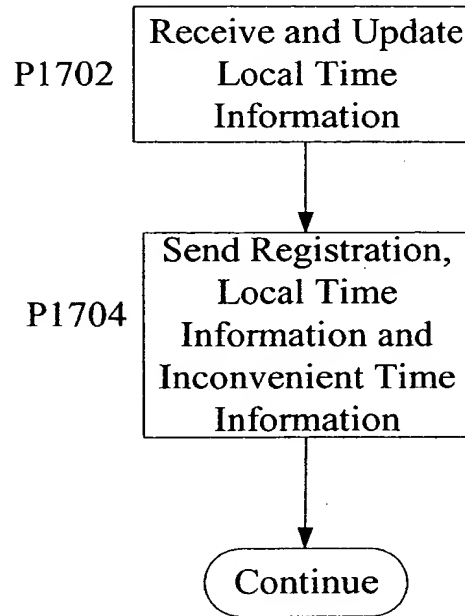 Receive and Update
P1702 Local Time
Information
Send Registration,
Local Time
P1704 Information and
Inconvenient Time
Information
Continue